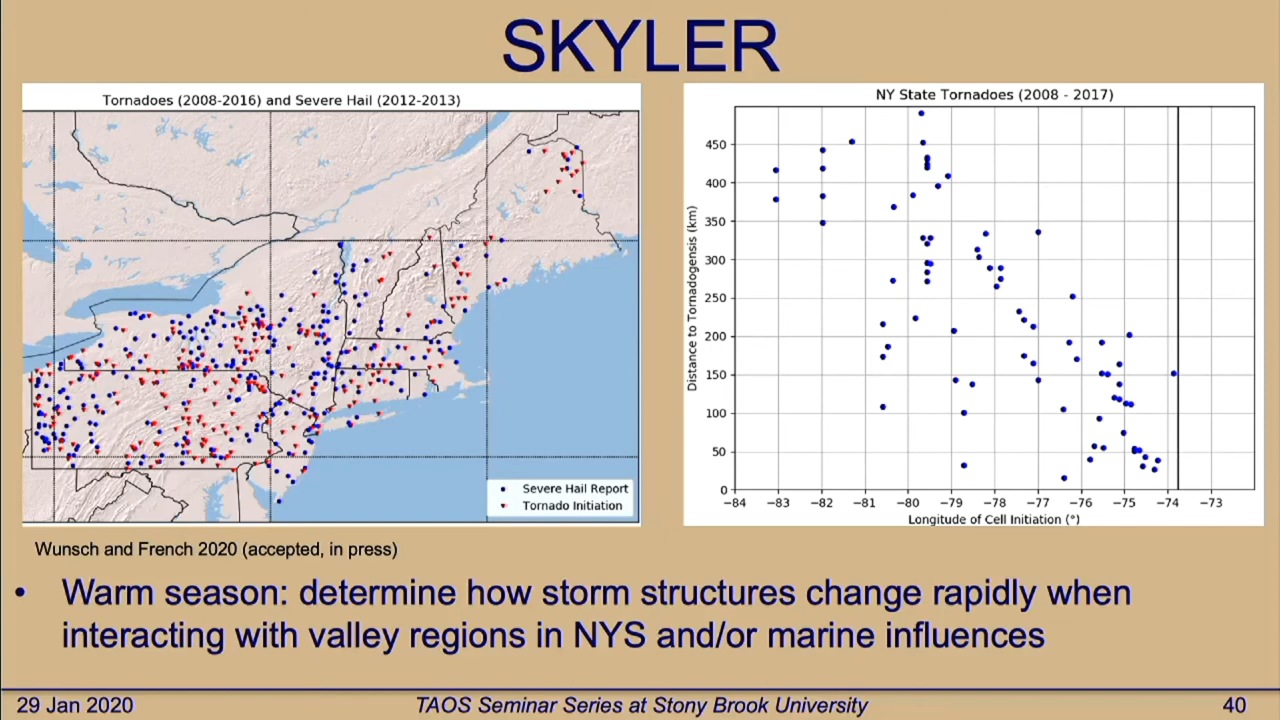 SKYLER
Tornadoes (2008-2016) and Severe Hail (2012-2013)
Severe Hail Report
Tornado Initiation
NY State Tornadoes (2008 - 2017)
Distance to Tornadogensis (km)
450
400
350
300
250
200
150
100
50
0
−84 −83 −82 −81 −80 −79 −78 −77 −76 −75 −74 −73
Longitude of Cell Initiation (°)
Wunsch and French 2020 (accepted, in press)
• Warm season: determine how storm structures change rapidly when
interacting with valley regions in NYS and/or marine influences
29 Jan 2020 TAOS Seminar Series at Stony Brook University 40